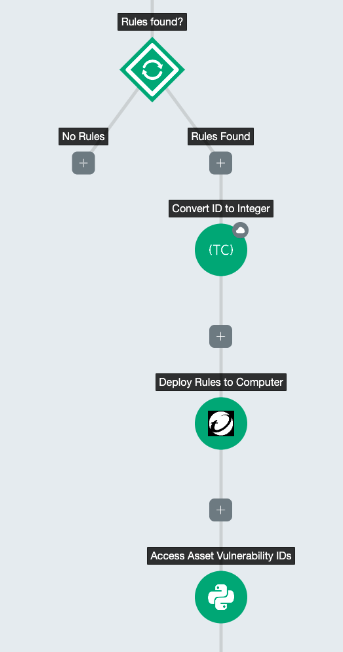 Rules found?
No Rules
Rules Found
Convert ID to Integer
(TC)
Deploy Rules to Computer
Access Asset Vulnerability IDs